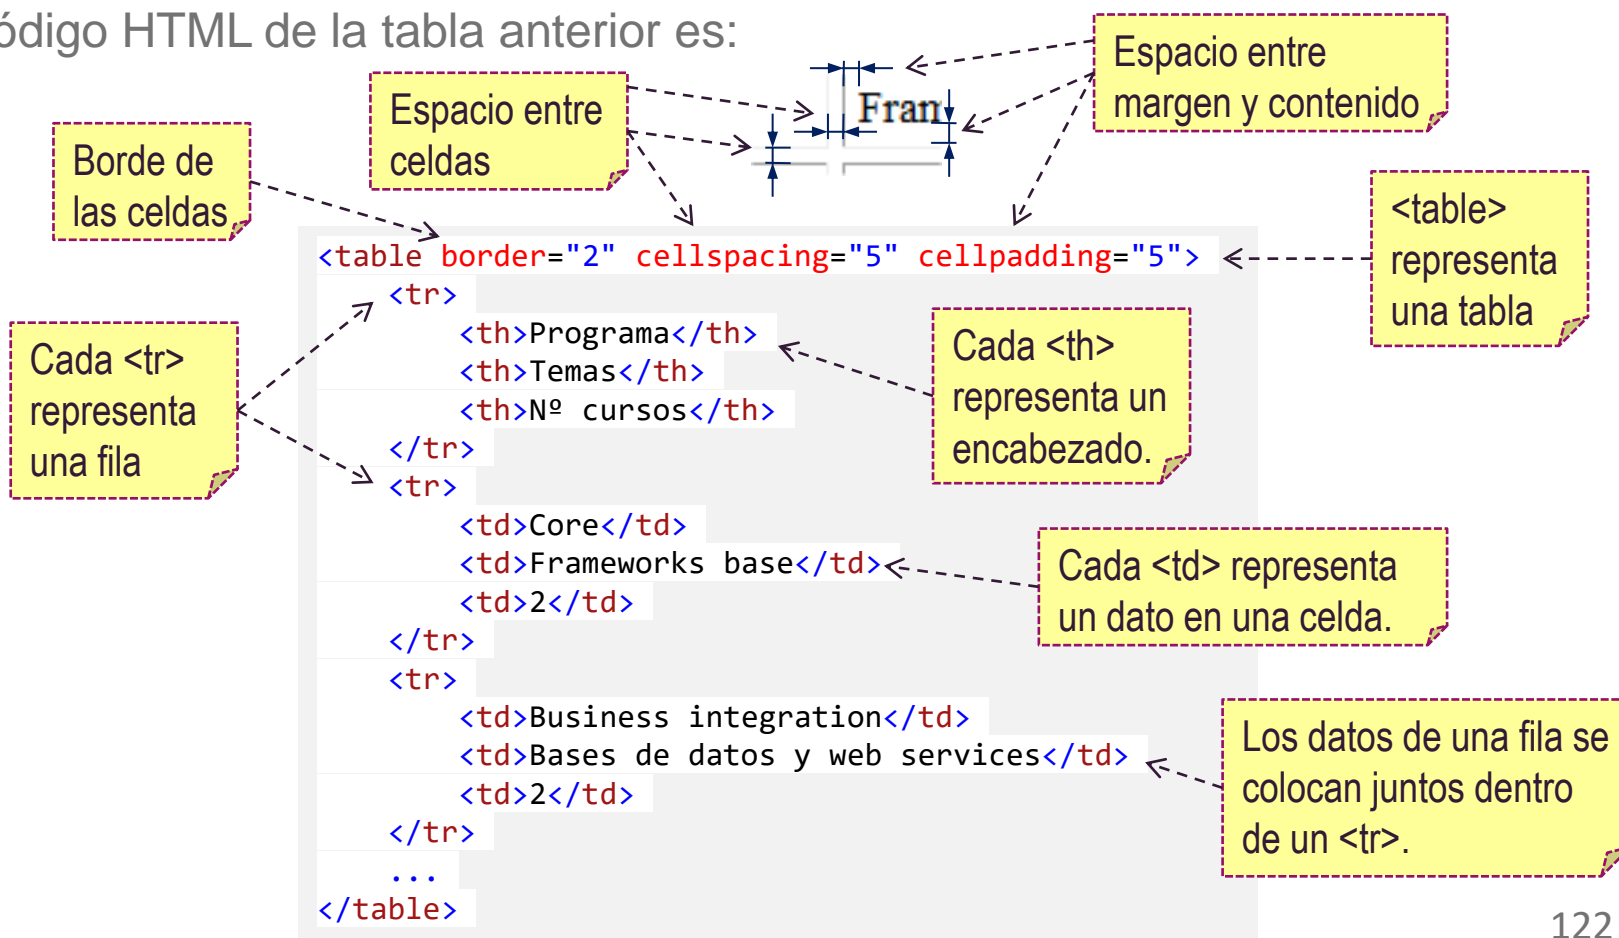 ódigo HTML de la tabla anterior es:
Espacio entre
margen y contenido
Espacio entre
celdas
Fram
Borde de
las celdas
<table>
representa
una tabla
<table border="2" cellspacing="5" cellpadding="5">
<tr>
<th>Programa</th>
<th>Temas</th>
<th>Nº cursos</th>
</tr>
<tr>
<td>Core</td>
<td>Frameworks base</td>
<td>2</td>
</tr>
<tr>
<td>Business integration</td>
<td>Bases de datos y web services</td>
<td>2</td>
</tr>
...
</table>
Cada <tr>
representa
una fila
Cada <th>
representa un
encabezado.
Cada <td> representa
un dato en una celda.
Los datos de una fila se
colocan juntos dentro
de un <tr>.
122